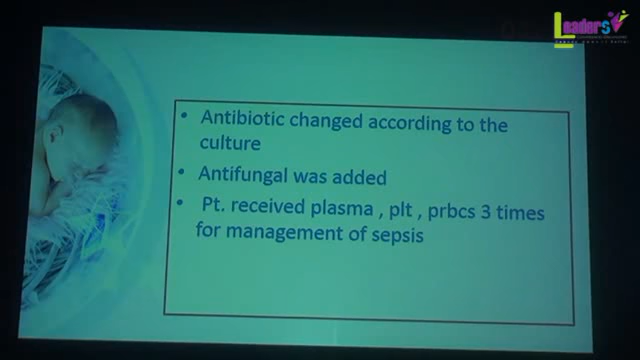 Leaders
• Antibiotic changed according to the
culture
• Antifungal was added
• Pt. received plasma , plt , prbcs 3 times
for management of sepsis